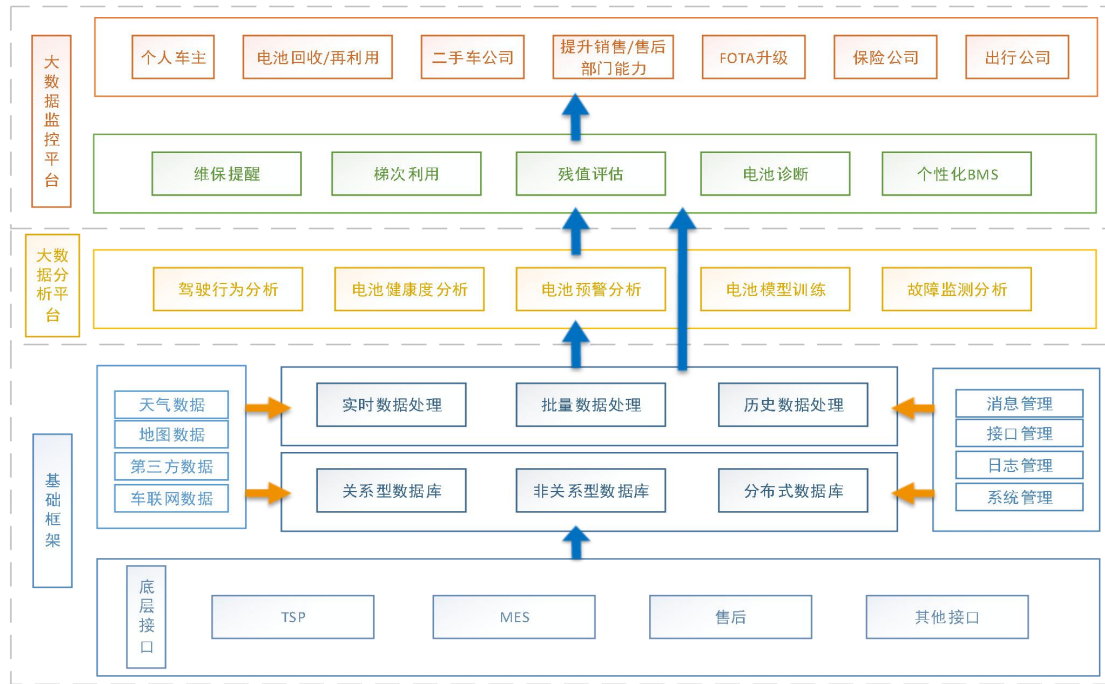 大数据监控平台
个人车主
电池回收/再利用
二手车公司
提升销售/售后
部门能力
FOTA升级
保险公司
出行公司
维保提醒
梯次利用
残值评估
电池诊断
个性化BMS
大数
据分
析平
台
驾驶行为分析
电池健康度分析
电池预警分析
电池模型训练
故障监测分析
基础框架
天气数据
地图数据
第三方数据
车联网数据
实时数据处理
批量数据处理
历史数据处理
关系型数据库
非关系型数据库
分布式数据库
消息管理
接口管理
日志管理
系统管理
底层接口
TSP
MES
售后
其他接口